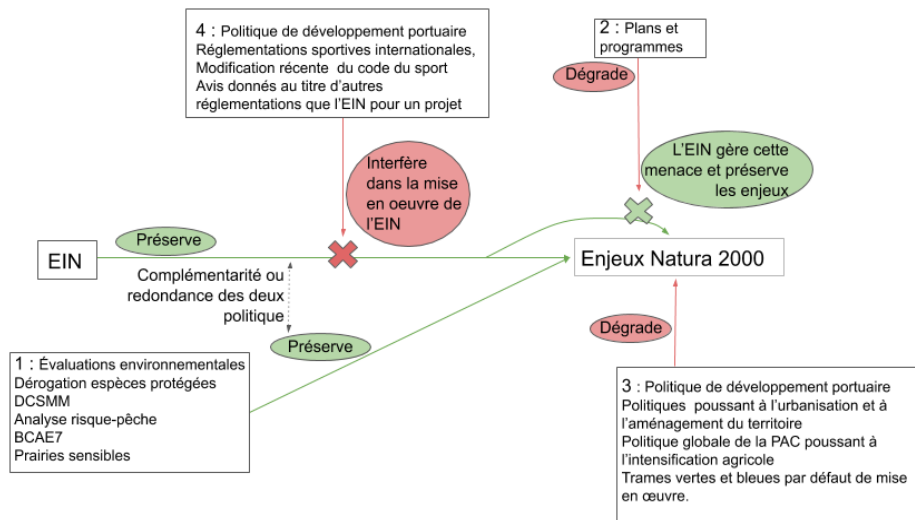 4 : Politique de développement portuaire
Réglementations sportives internationales,
Modification récente du code du sport
Avis donnés au titre d'autres
réglementations que l'EIN pour un projet
2 : Plans et
programmes
Dégrade
Interfère
dans la mise
en oeuvre de
l'EIN
L'EIN gère cette
menace et préserve
les enjeux
Préserve
EIN
Enjeux Natura 2000
Complémentarité ou
redondance des deux
politique
Préserve
Dégrade
1 : Évaluations environnementales
Dérogation espèces protégées
DCSMM
Analyse risque-pêche
BCAE7
Prairies sensibles
3 : Politique de développement portuaire
Politiques poussant à l'urbanisation et à
l'aménagement du territoire
Politique globale de la PAC poussant à
l'intensification agricole
Trames vertes et bleues par défaut de mise
en œuvre.